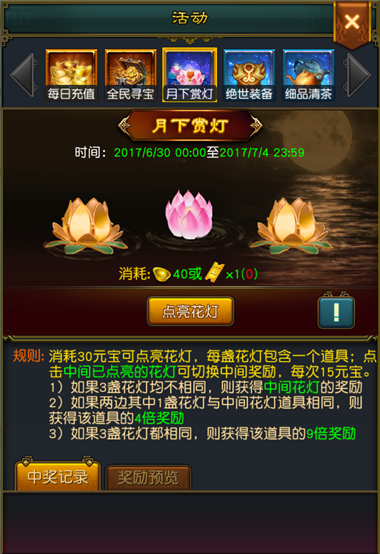 活动
每日充值 全民寻宝 月下赏灯 绝世装备 细品清茶
月下赏灯
时间：2017/6/30 00:00至2017/7/4 23:59
消耗: 40或 ×1(0)
点亮花灯
!
规则: 消耗30元宝可点亮花灯，每盏花灯包含一个道具；点
击中间已点亮的花灯可切换中间奖励，每次15元宝。
1）如果3盏花灯均不相同，则获得中间花灯的奖励
2）如果两边其中1盏花灯与中间花灯道具相同，则
获得该道具的4倍奖励
3）如果3盏花灯都相同，则获得该道具的9倍奖励
中奖记录 奖励预览